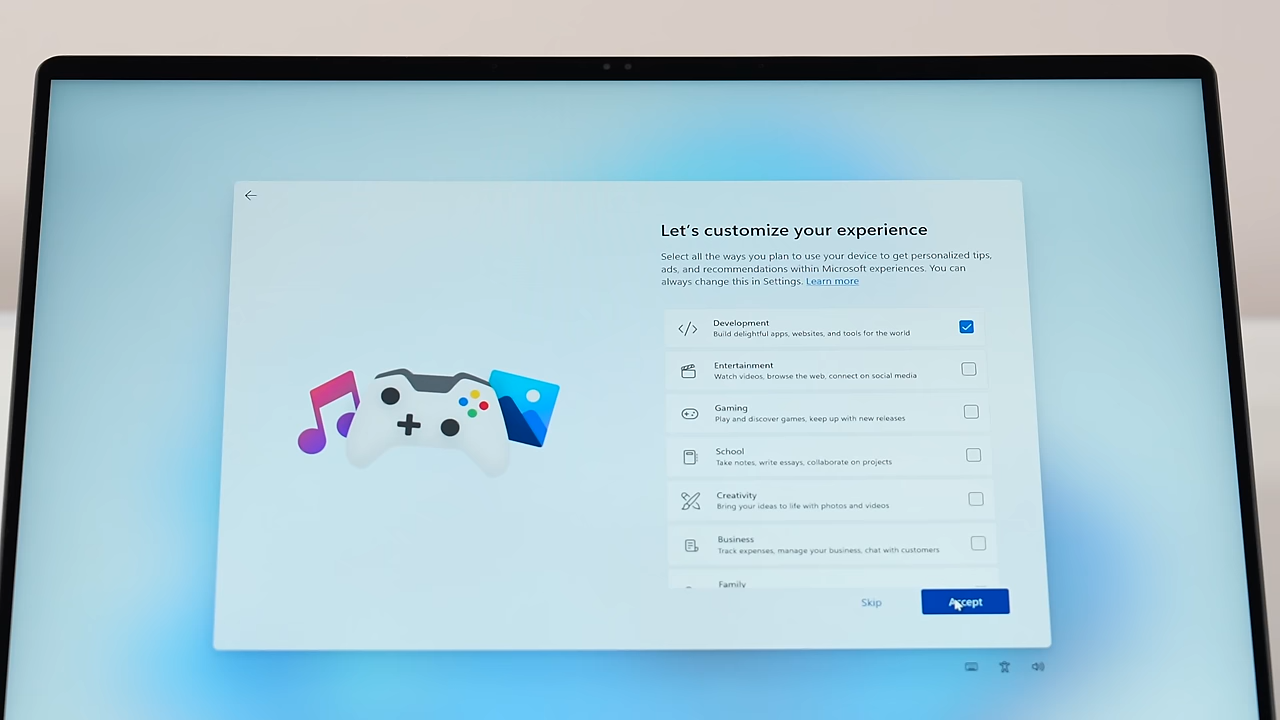 Let's customize your experience
Select all the ways you plan to use your device to get personalized tips,
ads, and recommendations within Microsoft experiences. You can
always change this in Settings. Learn more
Development
Build delightful apps, websites, and tools for the world
Entertainment
Watch videos, browse the web, connect on social media
Gaming
Play and discover games, keep up with new releases
School
Take notes, write essays, collaborate on projects
Creativity
Bring your ideas to life with photos and videos
Business
Track expenses, manage your business, chat with customers
Family
Skip
Accept